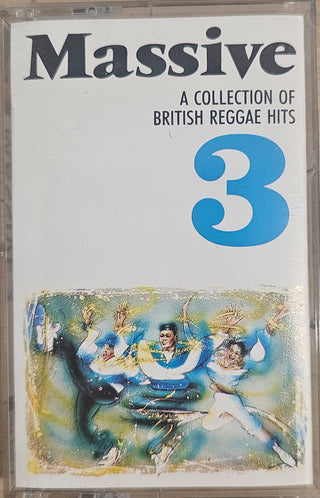 Massive
A COLLECTION OF
BRITISH REGGAE HITS
3